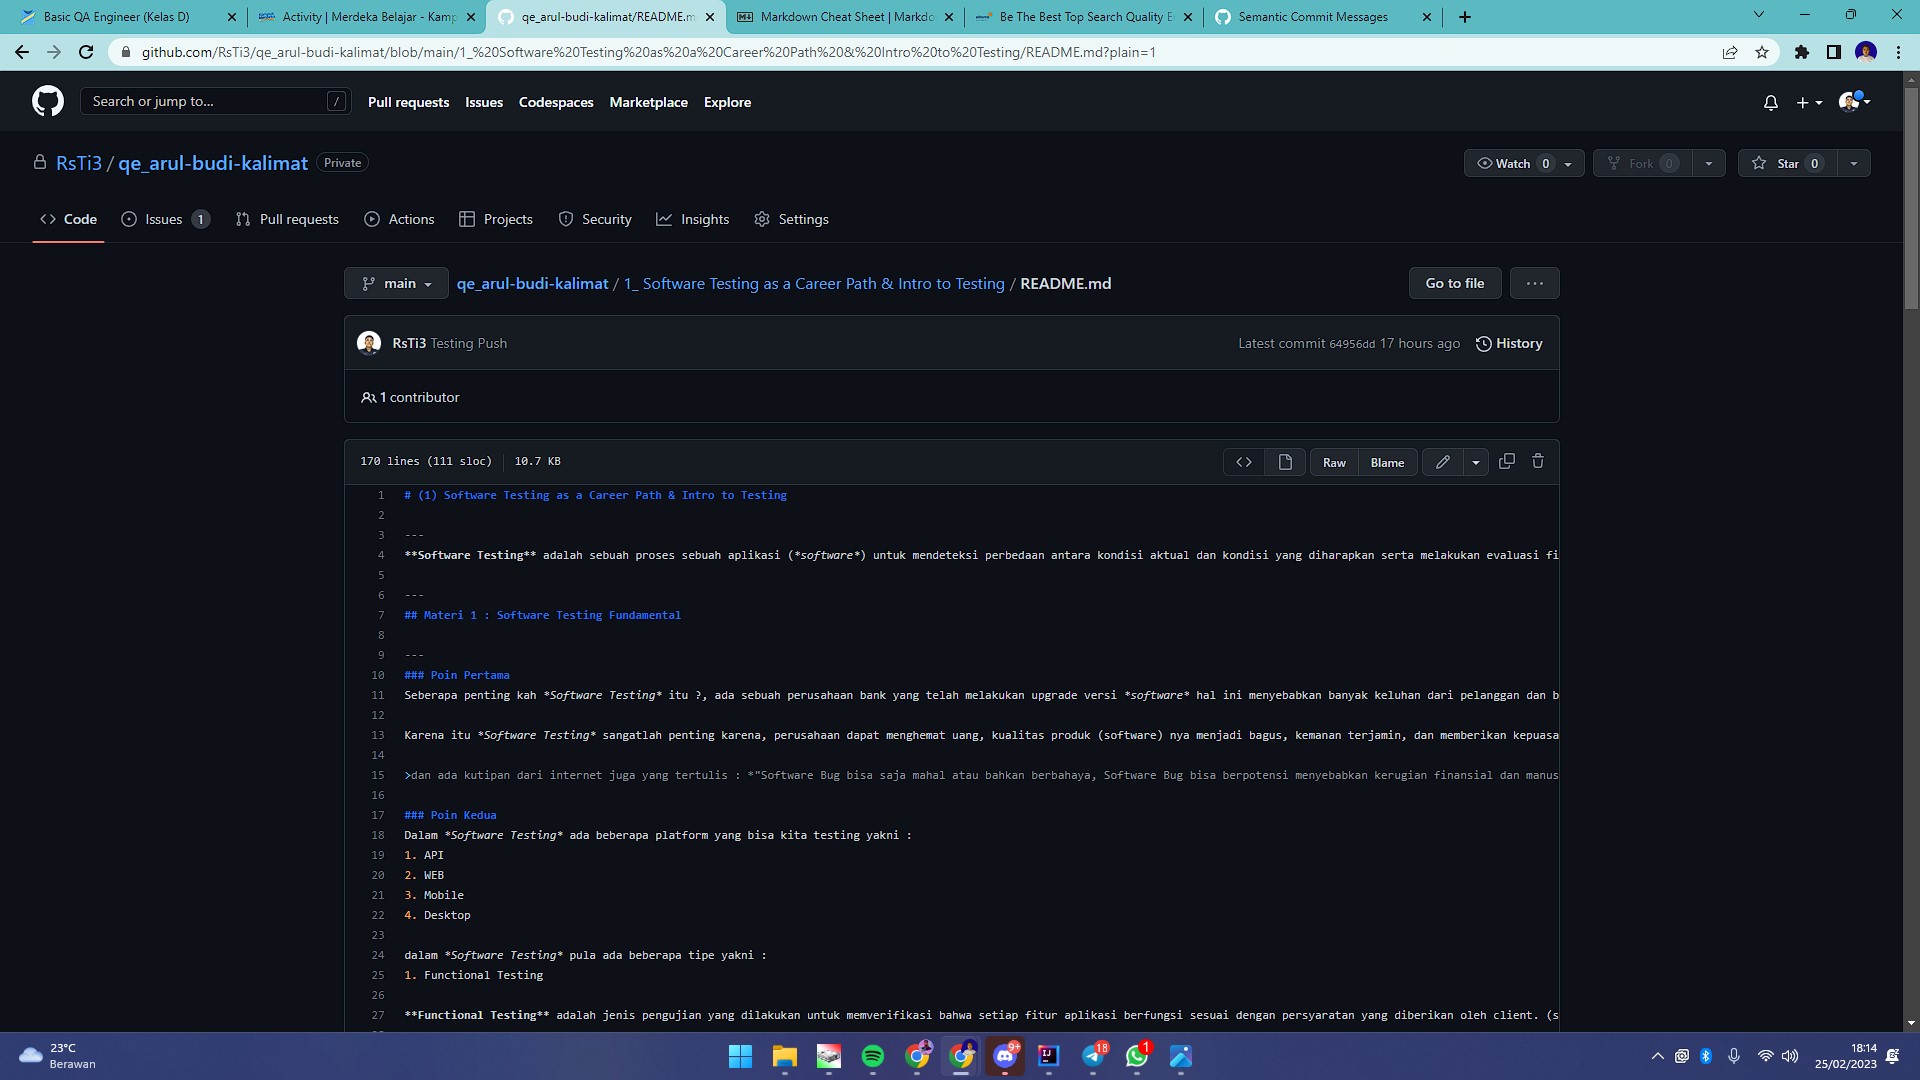 Basic QA Engineer (Kelas D)
Activity | Merdeka Belajar - Kamp
qe_arul-budi-kalimat/README.m
Markdown Cheat Sheet | Markdo
Be The Best Top Search Quality E
Semantic Commit Messages
github.com/RsTi3/qe_arul-budi-kalimat/blob/main/1_%20Software%20Testing%20as%20a%20Career%20Path%20&%20Intro%20to%20Testing/README.md?plain=1
Search or jump to... /
Pull requests Issues Codespaces Marketplace Explore
RsTi3 / qe_arul-budi-kalimat Private
Watch 0 Fork 0 Star 0
Code Issues 1 Pull requests Actions Projects Security Insights Settings
main qe_arul-budi-kalimat / 1_ Software Testing as a Career Path & Intro to Testing / README.md Go to file ...
RsTi3 Testing Push Latest commit 64956dd 17 hours ago History
1 contributor
170 lines (111 sloc) 10.7 KB Raw Blame
1 # (1) Software Testing as a Career Path & Intro to Testing
2
3 ---
4 **Software Testing** adalah sebuah proses sebuah aplikasi (*software*) untuk mendeteksi perbedaan antara kondisi aktual dan kondisi yang diharapkan serta melakukan evaluasi fi
5
6 ---
7 ## Materi 1 : Software Testing Fundamental
8
9 ---
10 ### Poin Pertama
11 Seberapa penting kah *Software Testing* itu ?, ada sebuah perusahaan bank yang telah melakukan upgrade versi *software* hal ini menyebabkan banyak keluhan dari pelanggan dan b
12
13 Karena itu *Software Testing* sangatlah penting karena, perusahaan dapat menghemat uang, kualitas produk (software) nya menjadi bagus, kemanan terjamin, dan memberikan kepuasa
14
15 >dan ada kutipan dari internet juga yang tertulis : *"Software Bug bisa saja mahal atau bahkan berbahaya, Software Bug bisa berpotensi menyebabkan kerugian finansial dan manus
16
17 ### Poin Kedua
18 Dalam *Software Testing* ada beberapa platform yang bisa kita testing yakni :
19 1. API
20 2. WEB
21 3. Mobile
22 4. Desktop
23
24 dalam *Software Testing* pula ada beberapa tipe yakni :
25 1. Functional Testing
26
27 **Functional Testing** adalah jenis pengujian yang dilakukan untuk memverifikasi bahwa setiap fitur aplikasi berfungsi sesuai dengan persyaratan yang diberikan oleh client. (s
23°C
Berawan
9+
IJ
18
1
18:14
25/02/2023